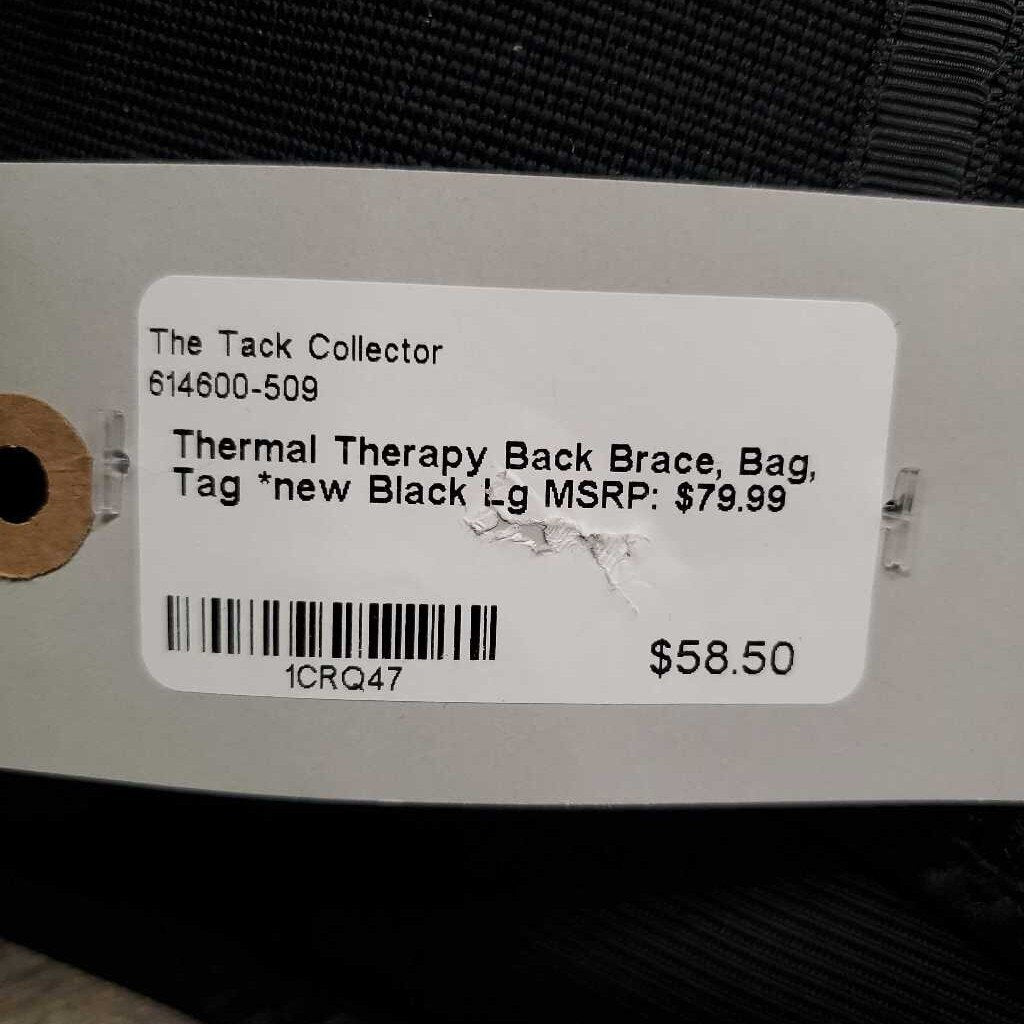 The Tack Collector
614600-509
Thermal Therapy Back Brace, Bag,
Tag *new Black Lg MSRP: $79.99
1CRQ47
$58.50